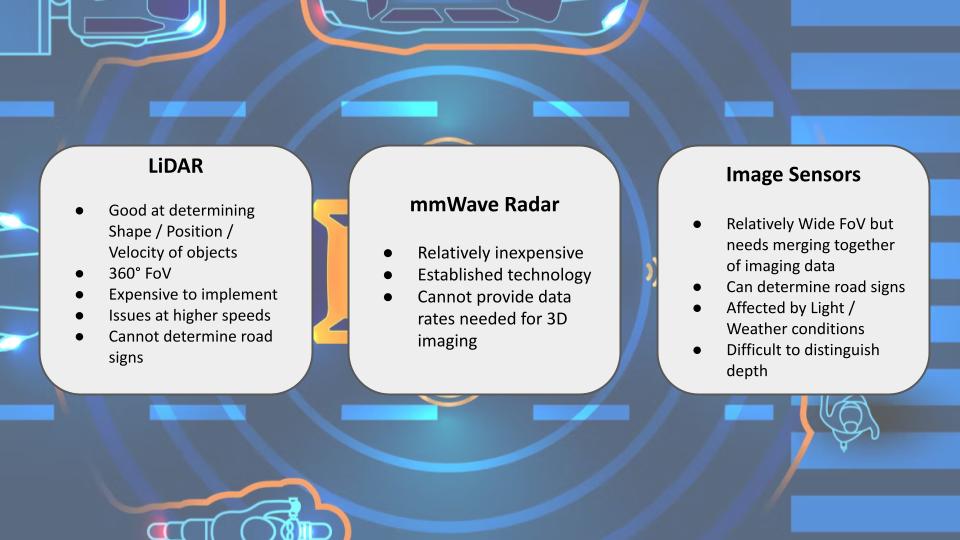 LiDAR
● Good at determining
Shape / Position /
Velocity of objects
● 360° FoV
● Expensive to implement
● Issues at higher speeds
● Cannot determine road
signs
mmWave Radar
● Relatively inexpensive
● Established technology
● Cannot provide data
rates needed for 3D
imaging
Image Sensors
● Relatively Wide FoV but
needs merging together
of imaging data
● Can determine road signs
● Affected by Light /
Weather conditions
● Difficult to distinguish
depth